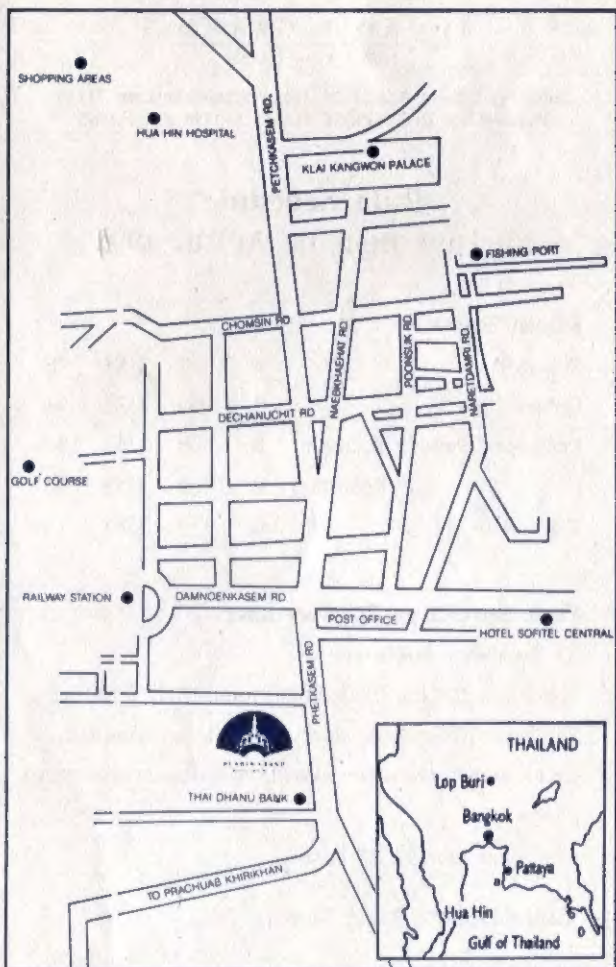 SHOPPING AREAS
HUA HIN HOSPITAL
PETCHKASEM RD.
KLAI KANGWON PALACE
FISHING PORT
CHOMSIN RD
NAEBKHAEHAT RD
POONSUK RD
NARETDAMRI RD
DECHANUCHIT RD
GOLF COURSE
RAILWAY STATION
DAMNOENKASEM RD
POST OFFICE
HOTEL SOFITEL CENTRAL
PHETKASEM RD
THAI DHANU BANK
TO PRACHUAB KHIRIKHAN
THAILAND
Lop Buri
Bangkok
Pattaya
Hua Hin
Gulf of Thailand